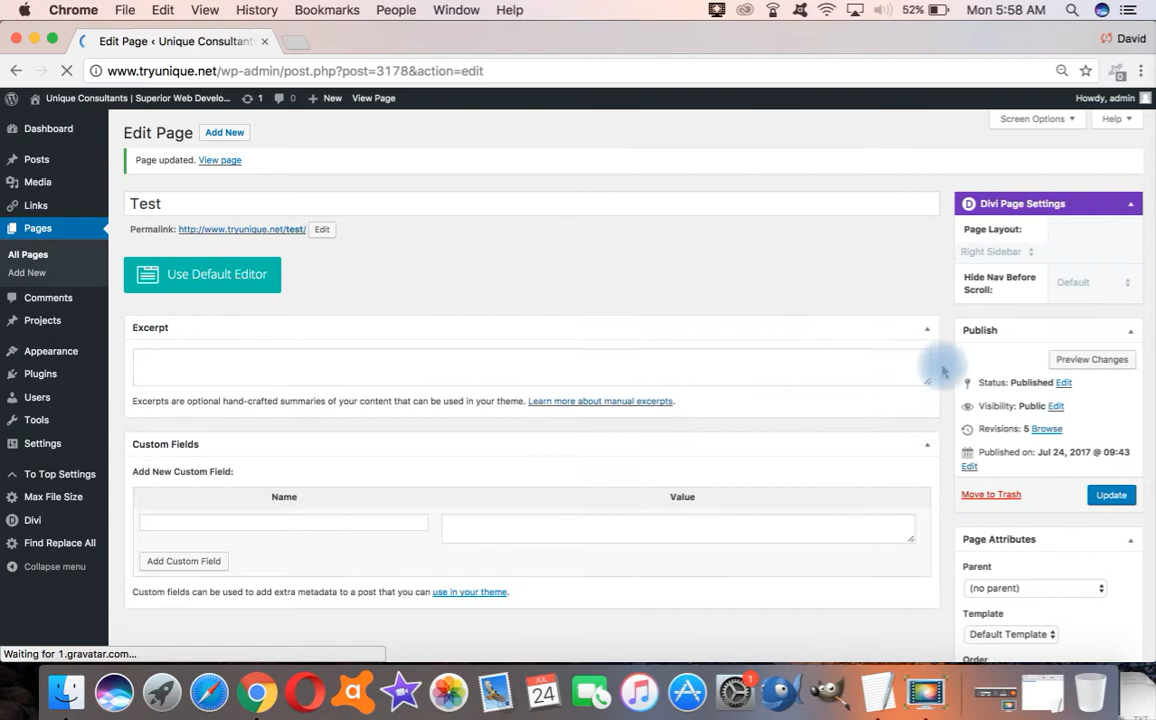 Chrome File Edit View History Bookmarks People Window Help 52% Mon 5:58 AM
Edit Page ‹ Unique Consultants David
www.tryunique.net/wp-admin/post.php?post=3178&action=edit
Unique Consultants | Superior Web Develo... 1 0 New View Page Howdy, admin
Screen Options Help
Edit Page Add New
Page updated. View page
Test
Permalink: http://www.tryunique.net/test/ Edit
Use Default Editor
Excerpt
Excerpts are optional hand-crafted summaries of your content that can be used in your theme. Learn more about manual excerpts.
Custom Fields
Add New Custom Field:
Name Value
Add Custom Field
Custom fields can be used to add extra metadata to a post that you can use in your theme.
Dashboard
Posts
Media
Links
Pages
All Pages
Add New
Comments
Projects
Appearance
Plugins
Users
Tools
Settings
To Top Settings
Max File Size
Divi
Find Replace All
Collapse menu
D Divi Page Settings
Page Layout:
Right Sidebar
Hide Nav Before
Scroll:
Default
Publish
Preview Changes
Status: Published Edit
Visibility: Public Edit
Revisions: 5 Browse
Published on: Jul 24, 2017 @ 09:43
Edit
Move to Trash Update
Page Attributes
Parent
(no parent)
Template
Default Template
Order
Waiting for 1.gravatar.com...
24
1